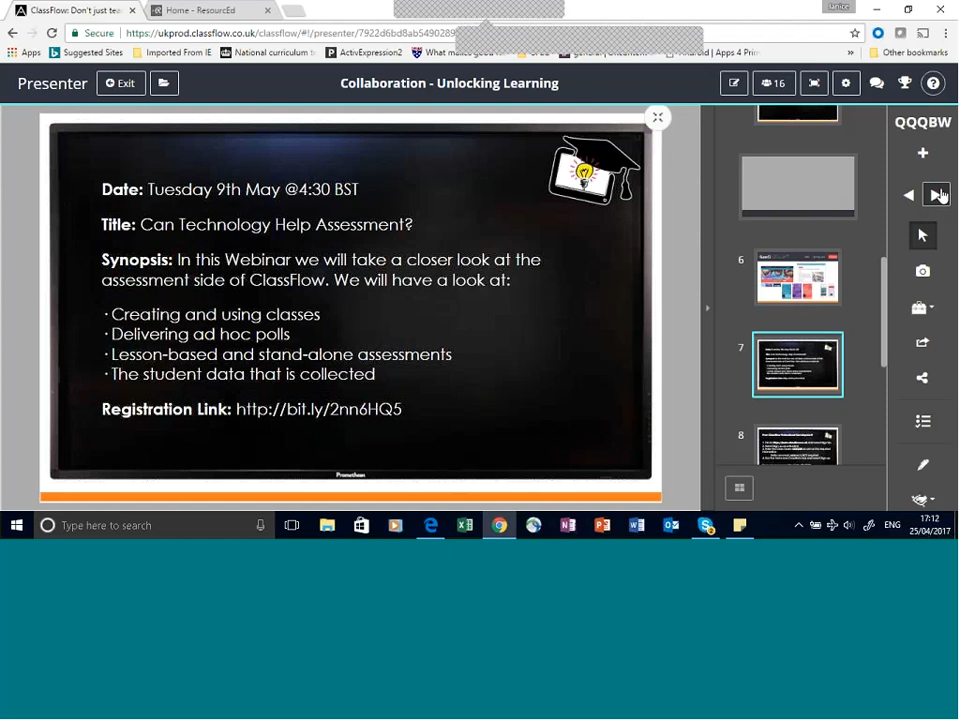 ClassFlow: Don't just tea
Home - ResourcEd
Janice
Secure
https://ukprod.classflow.co.uk/classflow/#!/presenter/7922d6bd8ab5490289
Apps
Suggested Sites
Imported From IE
National curriculum
ActivExpression2
What makes
Other bookmarks
Presenter
Exit
Collaboration - Unlocking Learning
16
QQQBW
Date: Tuesday 9th May @4:30 BST
Title: Can Technology Help Assessment?
Synopsis: In this Webinar we will take a closer look at the
assessment side of ClassFlow. We will have a look at:
· Creating and using classes
· Delivering ad hoc polls
· Lesson-based and stand-alone assessments
· The student data that is collected
Registration Link: http://bit.ly/2nn6HQ5
Promethean
6
7
8
Type here to search
ENG
17:12
25/04/2017